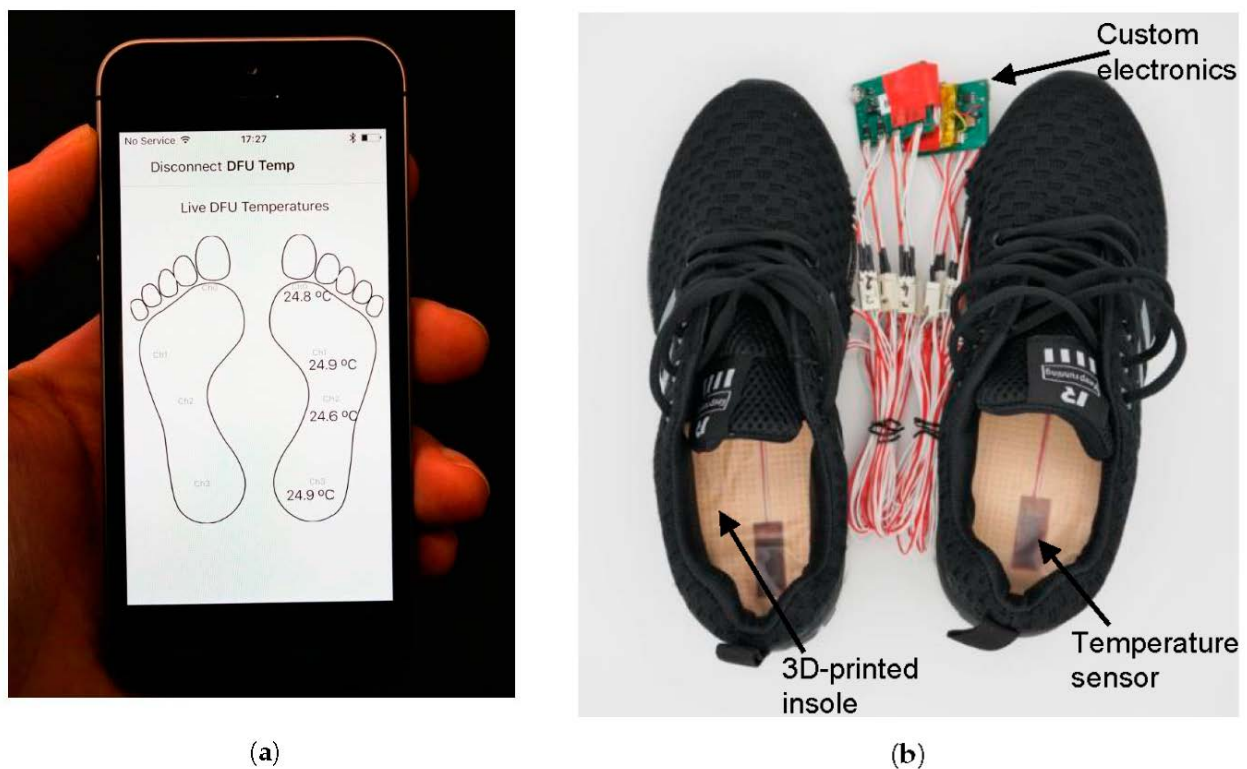 No Service 17:27
Disconnect DFU Temp
Live DFU Temperatures
Ch0
24.8 ºC
Ch1
Ch1
24.9 ºC
Ch2
Ch2
24.6 ºC
Ch3
Ch3
24.9 ºC
(a)
Custom
electronics
R
R
3D-printed
insole
Temperature
sensor
(b)